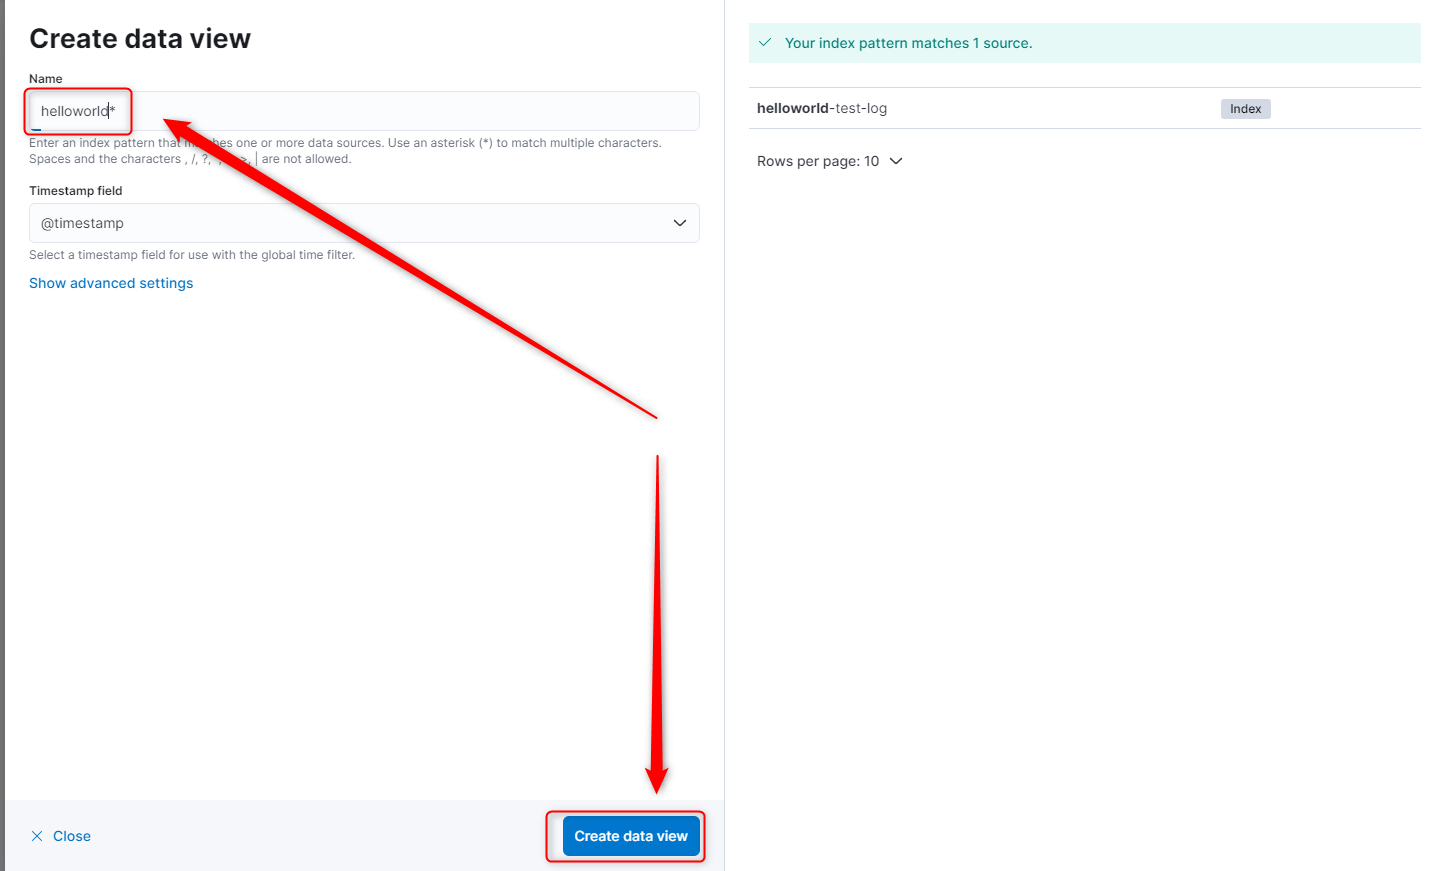 Create data view
Name
helloworld*
Enter an index pattern that matches one or more data sources. Use an asterisk (*) to match multiple characters.
Spaces and the characters , /, ?, >, | are not allowed.
Timestamp field
@timestamp
Select a timestamp field for use with the global time filter.
Show advanced settings
Close
Create data view
Your index pattern matches 1 source.
helloworld-test-log
Index
Rows per page: 10